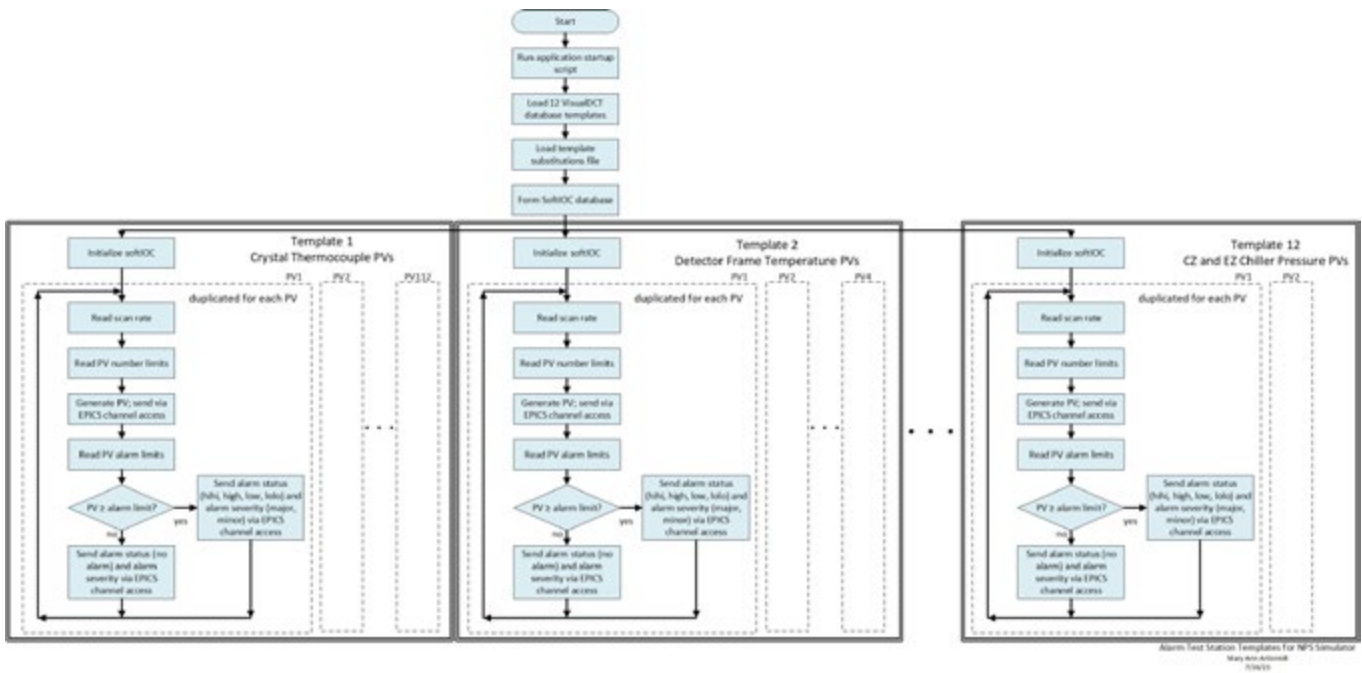 Start
Run application startup
script
Load 12 VisualDCT
database templates
Load template
substitutions file
Form SoftIOC database
Initialize softIOC
Template 1
Crystal Thermocouple PVs
PV1
PV2
PV112
duplicated for each PV
Read scan rate
Read PV number limits
Generate PV; send via
EPICS channel access
. . .
Read PV alarm limits
PV ≥ alarm limit?
yes
no
Send alarm status
(hihi, high, low, lolo) and
alarm severity (major,
minor) via EPICS
channel access
Send alarm status (no
alarm) and alarm
severity via EPICS
channel access
Initialize softIOC
Template 2
Detector Frame Temperature PVs
PV1
PV2
PV4
duplicated for each PV
Read scan rate
Read PV number limits
Generate PV; send via
EPICS channel access
. . .
Read PV alarm limits
PV ≥ alarm limit?
yes
no
Send alarm status
(hihi, high, low, lolo) and
alarm severity (major,
minor) via EPICS
channel access
Send alarm status (no
alarm) and alarm
severity via EPICS
channel access
. . . .
Initialize softIOC
Template 12
CZ and EZ Chiller Pressure PVs
PV1
PV2
duplicated for each PV
Read scan rate
Read PV number limits
Generate PV; send via
EPICS channel access
Read PV alarm limits
PV ≥ alarm limit?
yes
no
Send alarm status
(hihi, high, low, lolo) and
alarm severity (major,
minor) via EPICS
channel access
Send alarm status (no
alarm) and alarm
severity via EPICS
channel access
Alarm Test Station Templates for NPS Simulator
Mary Ann